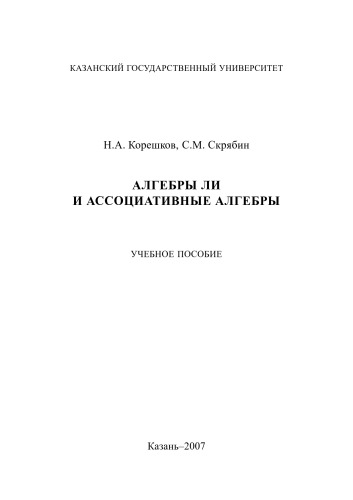 КАЗАНСКИЙ ГОСУДАРСТВЕННЫЙ УНИВЕРСИТЕТ
Н.А. Корешков, С.М. Скрябин
АЛГЕБРЫ ЛИ
И АССОЦИАТИВНЫЕ АЛГЕБРЫ
УЧЕБНОЕ ПОСОБИЕ
Казань–2007